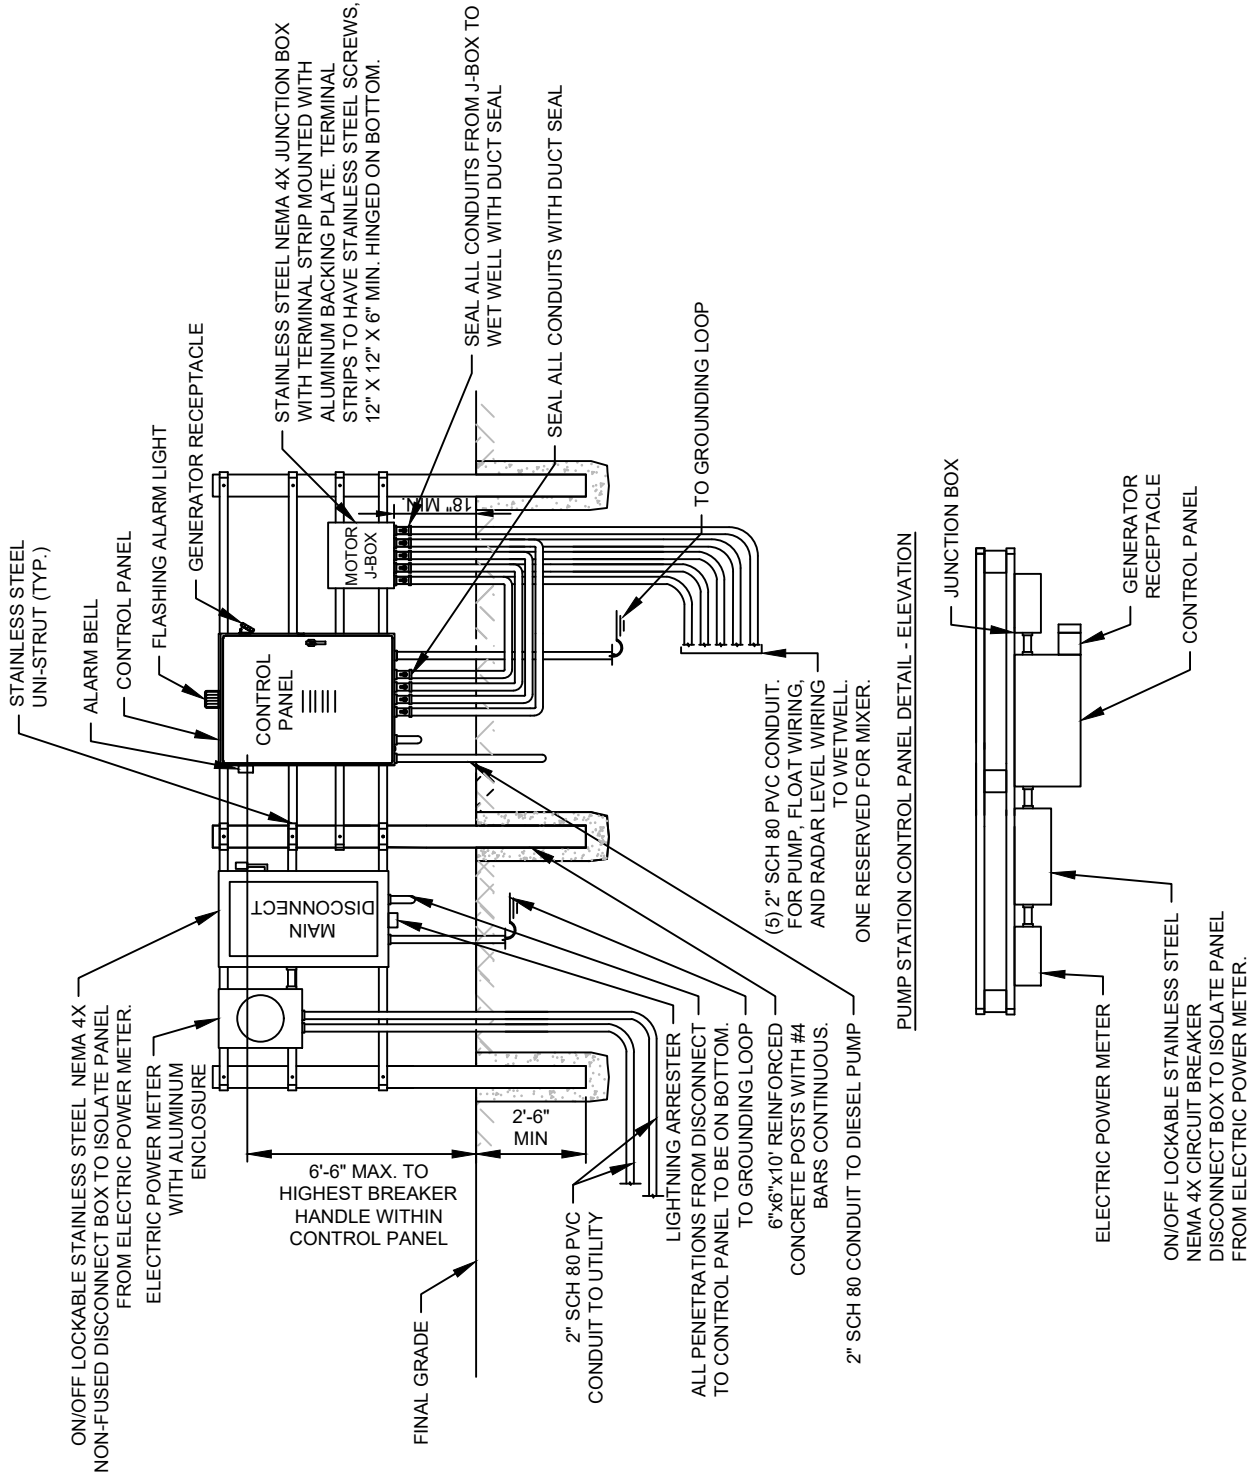 ON/OFF LOCKABLE STAINLESS STEEL NEMA 4X
NON-FUSED DISCONNECT BOX TO ISOLATE PANEL
FROM ELECTRIC POWER METER.
ELECTRIC POWER METER
WITH ALUMINUM
ENCLOSURE
STAINLESS STEEL
UNI-STRUT (TYP.)
ALARM BELL
CONTROL PANEL
FLASHING ALARM LIGHT
GENERATOR RECEPTACLE
STAINLESS STEEL NEMA 4X JUNCTION BOX
WITH TERMINAL STRIP MOUNTED WITH
ALUMINUM BACKING PLATE. TERMINAL
STRIPS TO HAVE STAINLESS STEEL SCREWS,
12" X 12" X 6" MIN. HINGED ON BOTTOM.
MAIN
DISCONNECT
CONTROL
PANEL
MOTOR
J-BOX
18" MIN.
SEAL ALL CONDUITS FROM J-BOX TO
WET WELL WITH DUCT SEAL
SEAL ALL CONDUITS WITH DUCT SEAL
6'-6" MAX. TO
HIGHEST BREAKER
HANDLE WITHIN
CONTROL PANEL
2'-6"
MIN
FINAL GRADE
2" SCH 80 PVC
CONDUIT TO UTILITY
LIGHTNING ARRESTER
ALL PENETRATIONS FROM DISCONNECT
TO CONTROL PANEL TO BE ON BOTTOM.
TO GROUNDING LOOP
6"x6"x10' REINFORCED
CONCRETE POSTS WITH #4
BARS CONTINUOUS.
2" SCH 80 CONDUIT TO DIESEL PUMP
TO GROUNDING LOOP
(5) 2" SCH 80 PVC CONDUIT.
FOR PUMP, FLOAT WIRING,
AND RADAR LEVEL WIRING
TO WETWELL.
ONE RESERVED FOR MIXER.
PUMP STATION CONTROL PANEL DETAIL - ELEVATION
JUNCTION BOX
GENERATOR
RECEPTACLE
CONTROL PANEL
ELECTRIC POWER METER
ON/OFF LOCKABLE STAINLESS STEEL
NEMA 4X CIRCUIT BREAKER
DISCONNECT BOX TO ISOLATE PANEL
FROM ELECTRIC POWER METER.